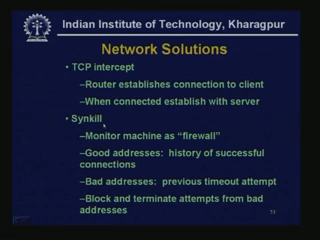 Indian Institute of Technology, Kharagpur
Network Solutions
• TCP intercept
–Router establishes connection to client
–When connected establish with server
• Synkill
–Monitor machine as “firewall”
–Good addresses: history of successful
connections
–Bad addresses: previous timeout attempt
–Block and terminate attempts from bad
addresses